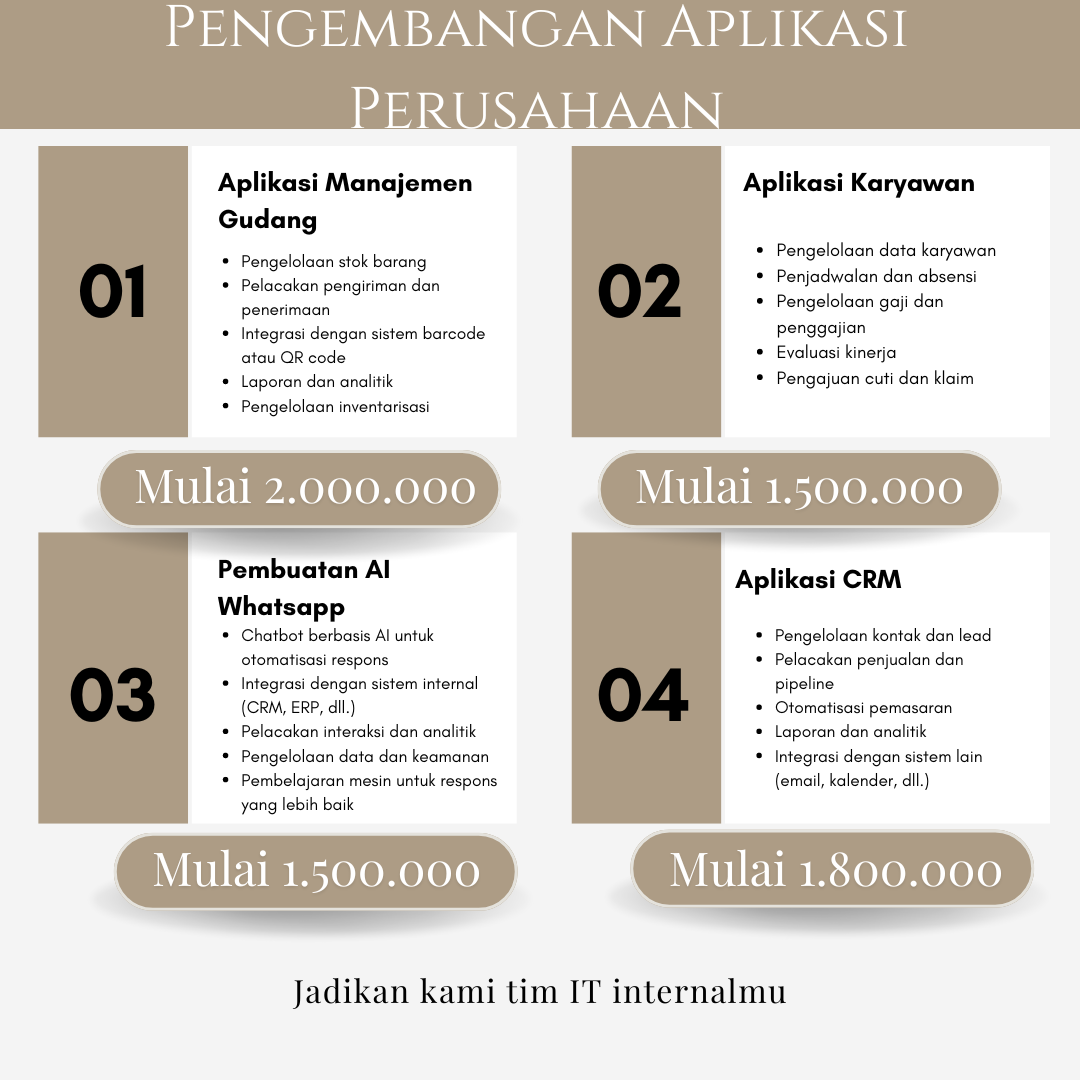 Pengembangan Aplikasi
Perusahaan
01
Aplikasi Manajemen
Gudang
• Pengelolaan stok barang
• Pelacakan pengiriman dan
penerimaan
• Integrasi dengan sistem barcode
atau QR code
• Laporan dan analitik
• Pengelolaan inventarisasi
Mulai 2.000.000
02
Aplikasi Karyawan
• Pengelolaan data karyawan
• Penjadwalan dan absensi
• Pengelolaan gaji dan
penggajian
• Evaluasi kinerja
• Pengajuan cuti dan klaim
Mulai 1.500.000
03
Pembuatan AI
Whatsapp
• Chatbot berbasis AI untuk
otomatisasi respons
• Integrasi dengan sistem internal
(CRM, ERP, dll.)
• Pelacakan interaksi dan analitik
• Pengelolaan data dan keamanan
• Pembelajaran mesin untuk respons
yang lebih baik
Mulai 1.500.000
04
Aplikasi CRM
• Pengelolaan kontak dan lead
• Pelacakan penjualan dan
pipeline
• Otomatisasi pemasaran
• Laporan dan analitik
• Integrasi dengan sistem lain
(email, kalender, dll.)
Mulai 1.800.000
Jadikan kami tim IT internalmu